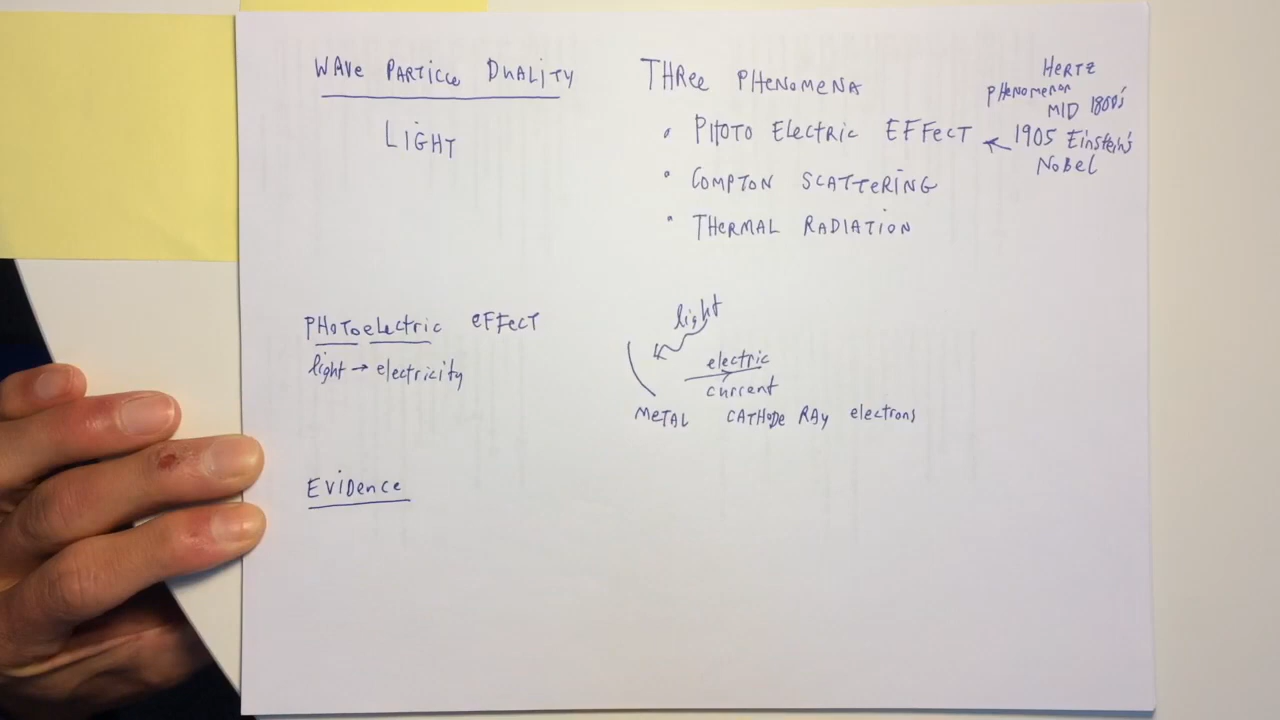 WAVE PARTICLE DUALITY
LIGHT
THREE PHENOMENA
• PHOTO ELECTRIC EFFECT
• COMPTON SCATTERING
• THERMAL RADIATION
HERTZ
PHENOMENON
MID 1800's
← 1905 Einstein's
NOBEL
PHOTOELECTRIC EFFECT
light → electricity
light
electric
current
METAL CATHODE RAY electrons
EVIDENCE